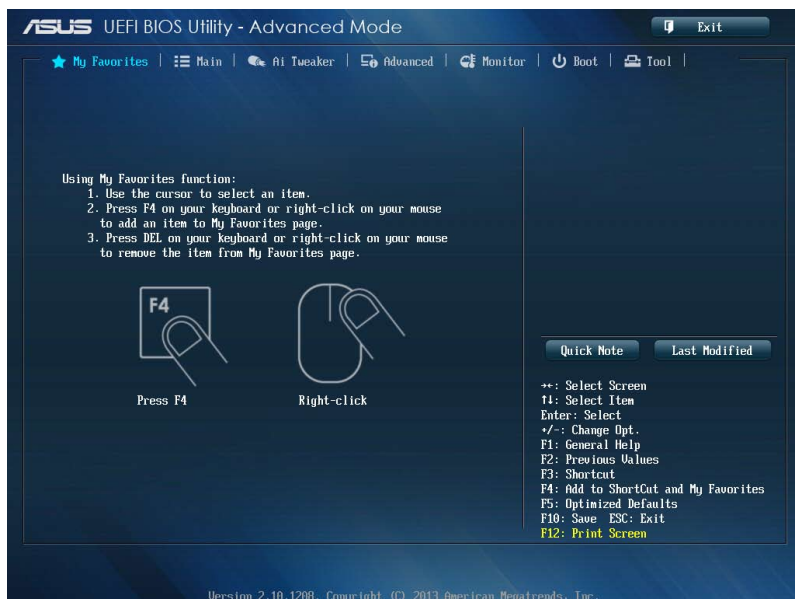 ASUS UEFI BIOS Utility - Advanced Mode
Exit
My Favorites | Main | Ai Tweaker | Advanced | Monitor | Boot | Tool |
Using My Favorites function:
1. Use the cursor to select an item.
2. Press F4 on your keyboard or right-click on your mouse
to add an item to My Favorites page.
3. Press DEL on your keyboard or right-click on your mouse
to remove the item from My Favorites page.
F4
Press F4
Right-click
Quick Note
Last Modified
→←: Select Screen
↑↓: Select Item
Enter: Select
+/-: Change Opt.
F1: General Help
F2: Previous Values
F3: Shortcut
F4: Add to ShortCut and My Favorites
F5: Optimized Defaults
F10: Save ESC: Exit
F12: Print Screen
Version 2.10.1208. Copyright (C) 2013 American Megatrends, Inc.